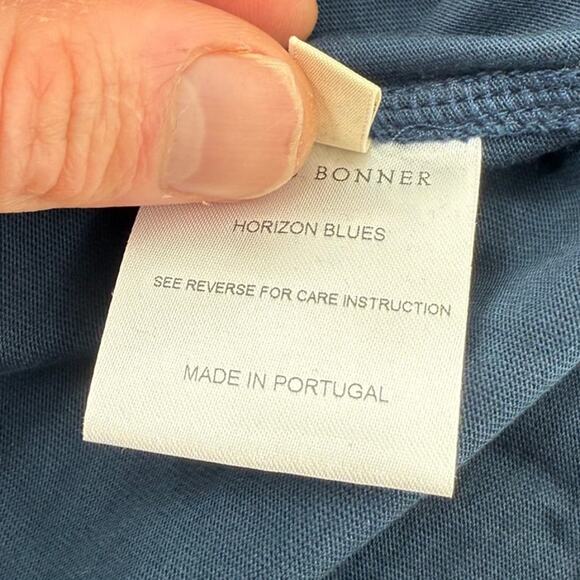 BONNER
HORIZON BLUES
SEE REVERSE FOR CARE INSTRUCTION
MADE IN PORTUGAL